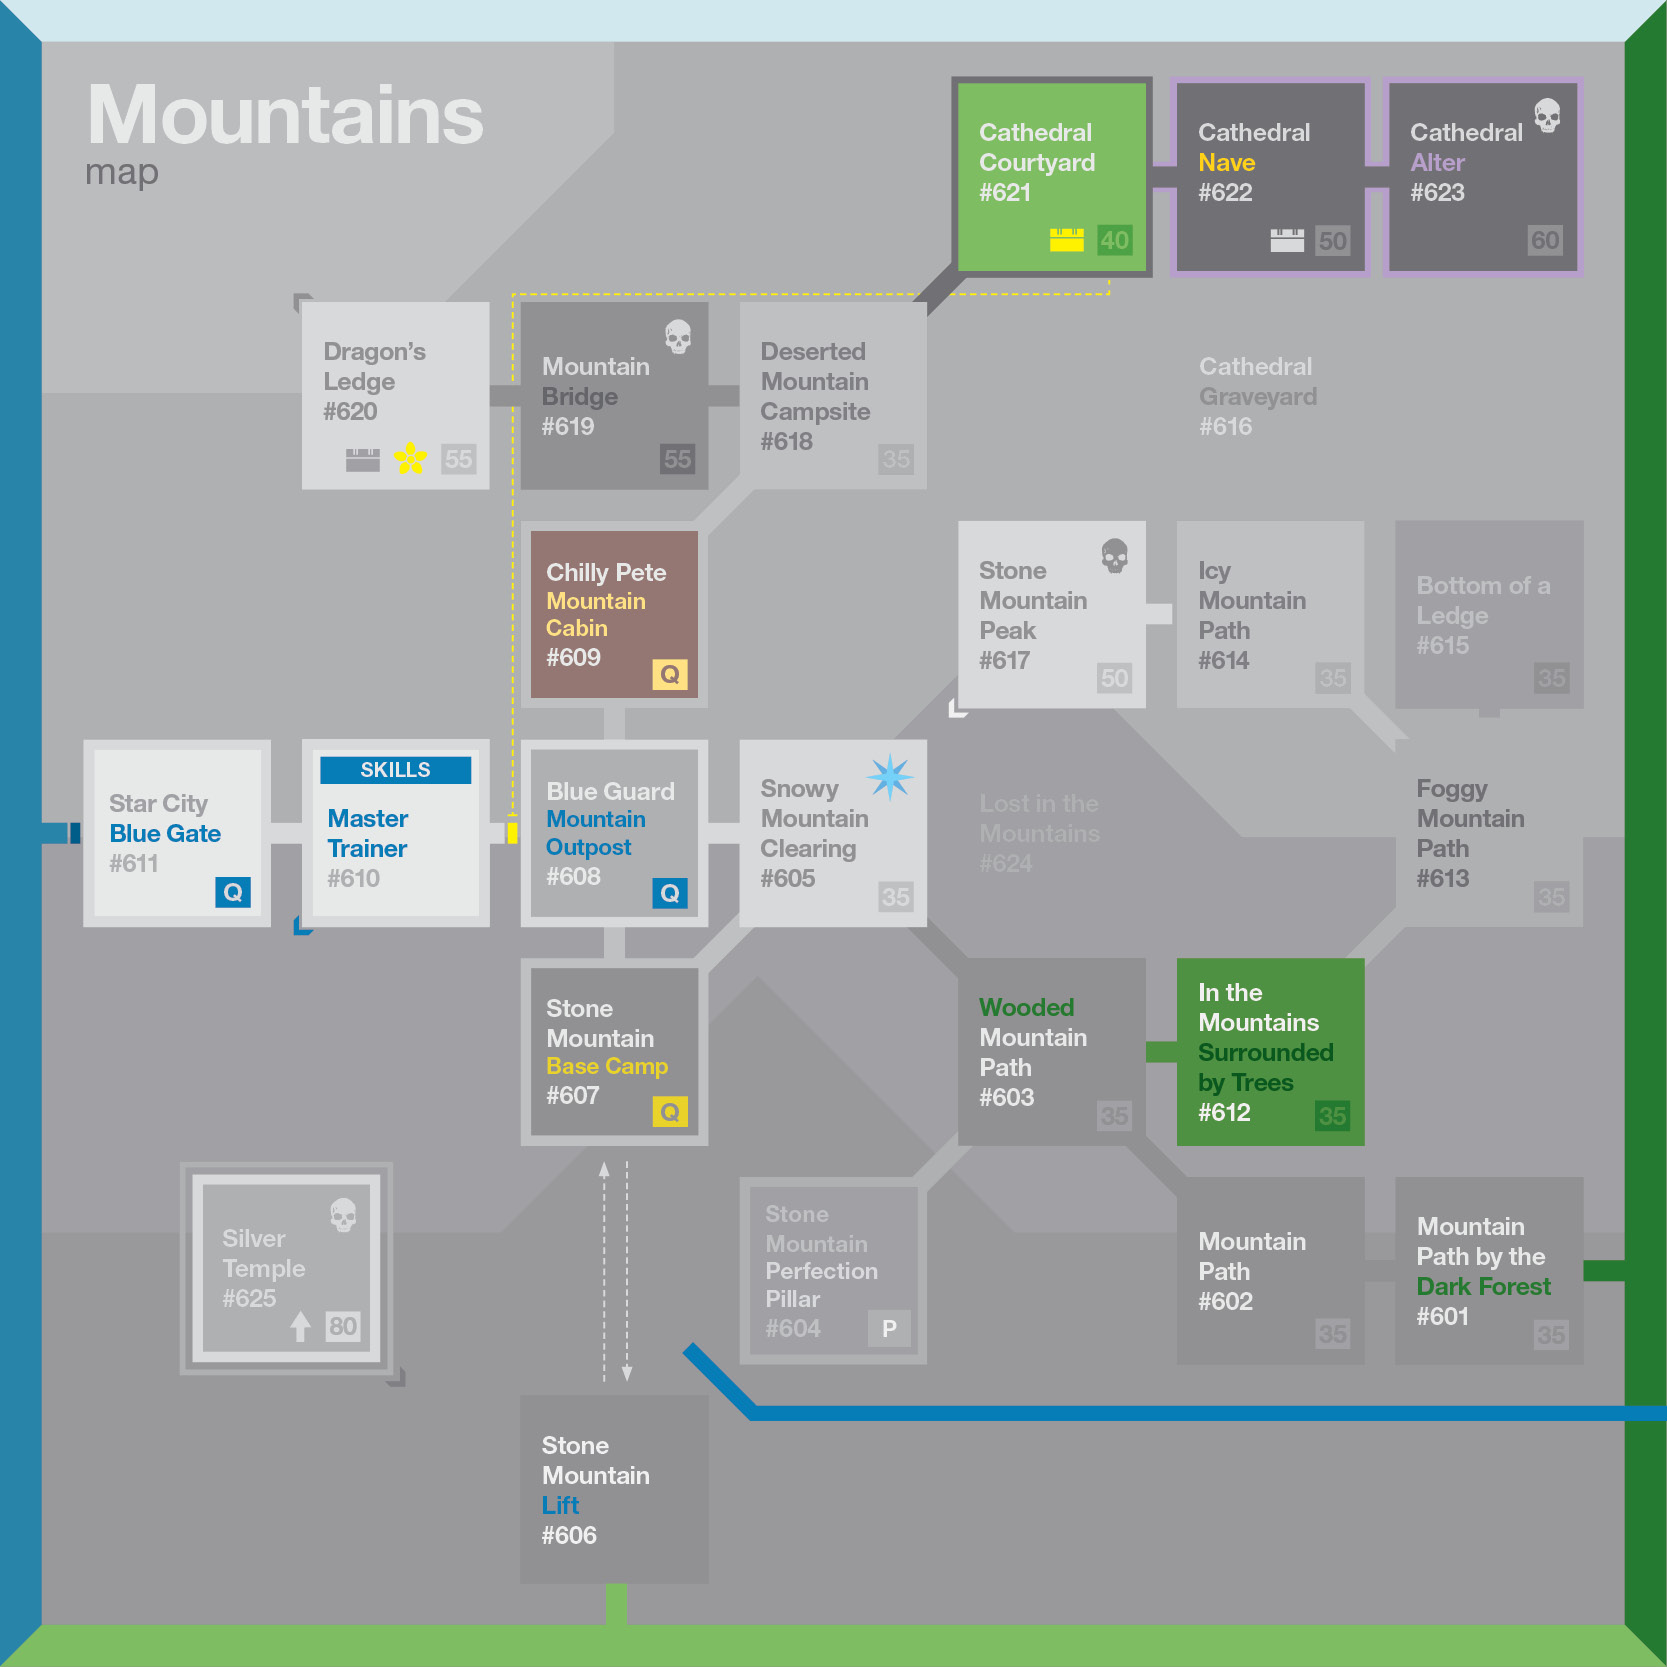 Mountains
map
Cathedral
Courtyard
#621
40
Cathedral
Nave
#622
50
Cathedral
Alter
#623
60
Dragon's
Ledge
#620
55
Mountain
Bridge
#619
55
Deserted
Mountain
Campsite
#618
35
Cathedral
Graveyard
#616
Chilly Pete
Mountain
Cabin
#609
Q
Stone
Mountain
Peak
#617
50
Icy
Mountain
Path
#614
35
Bottom of a
Ledge
#615
35
Star City
Blue Gate
#611
Q
SKILLS
Master
Trainer
#610
Blue Guard
Mountain
Outpost
#608
Q
Snowy
Mountain
Clearing
#605
35
Lost in the
Mountains
#624
Foggy
Mountain
Path
#613
35
Stone
Mountain
Base Camp
#607
Q
Wooded
Mountain
Path
#603
35
In the
Mountains
Surrounded
by Trees
#612
35
Silver
Temple
#625
80
Stone
Mountain
Perfection
Pillar
#604
P
Mountain
Path
#602
35
Mountain
Path by the
Dark Forest
#601
35
Stone
Mountain
Lift
#606